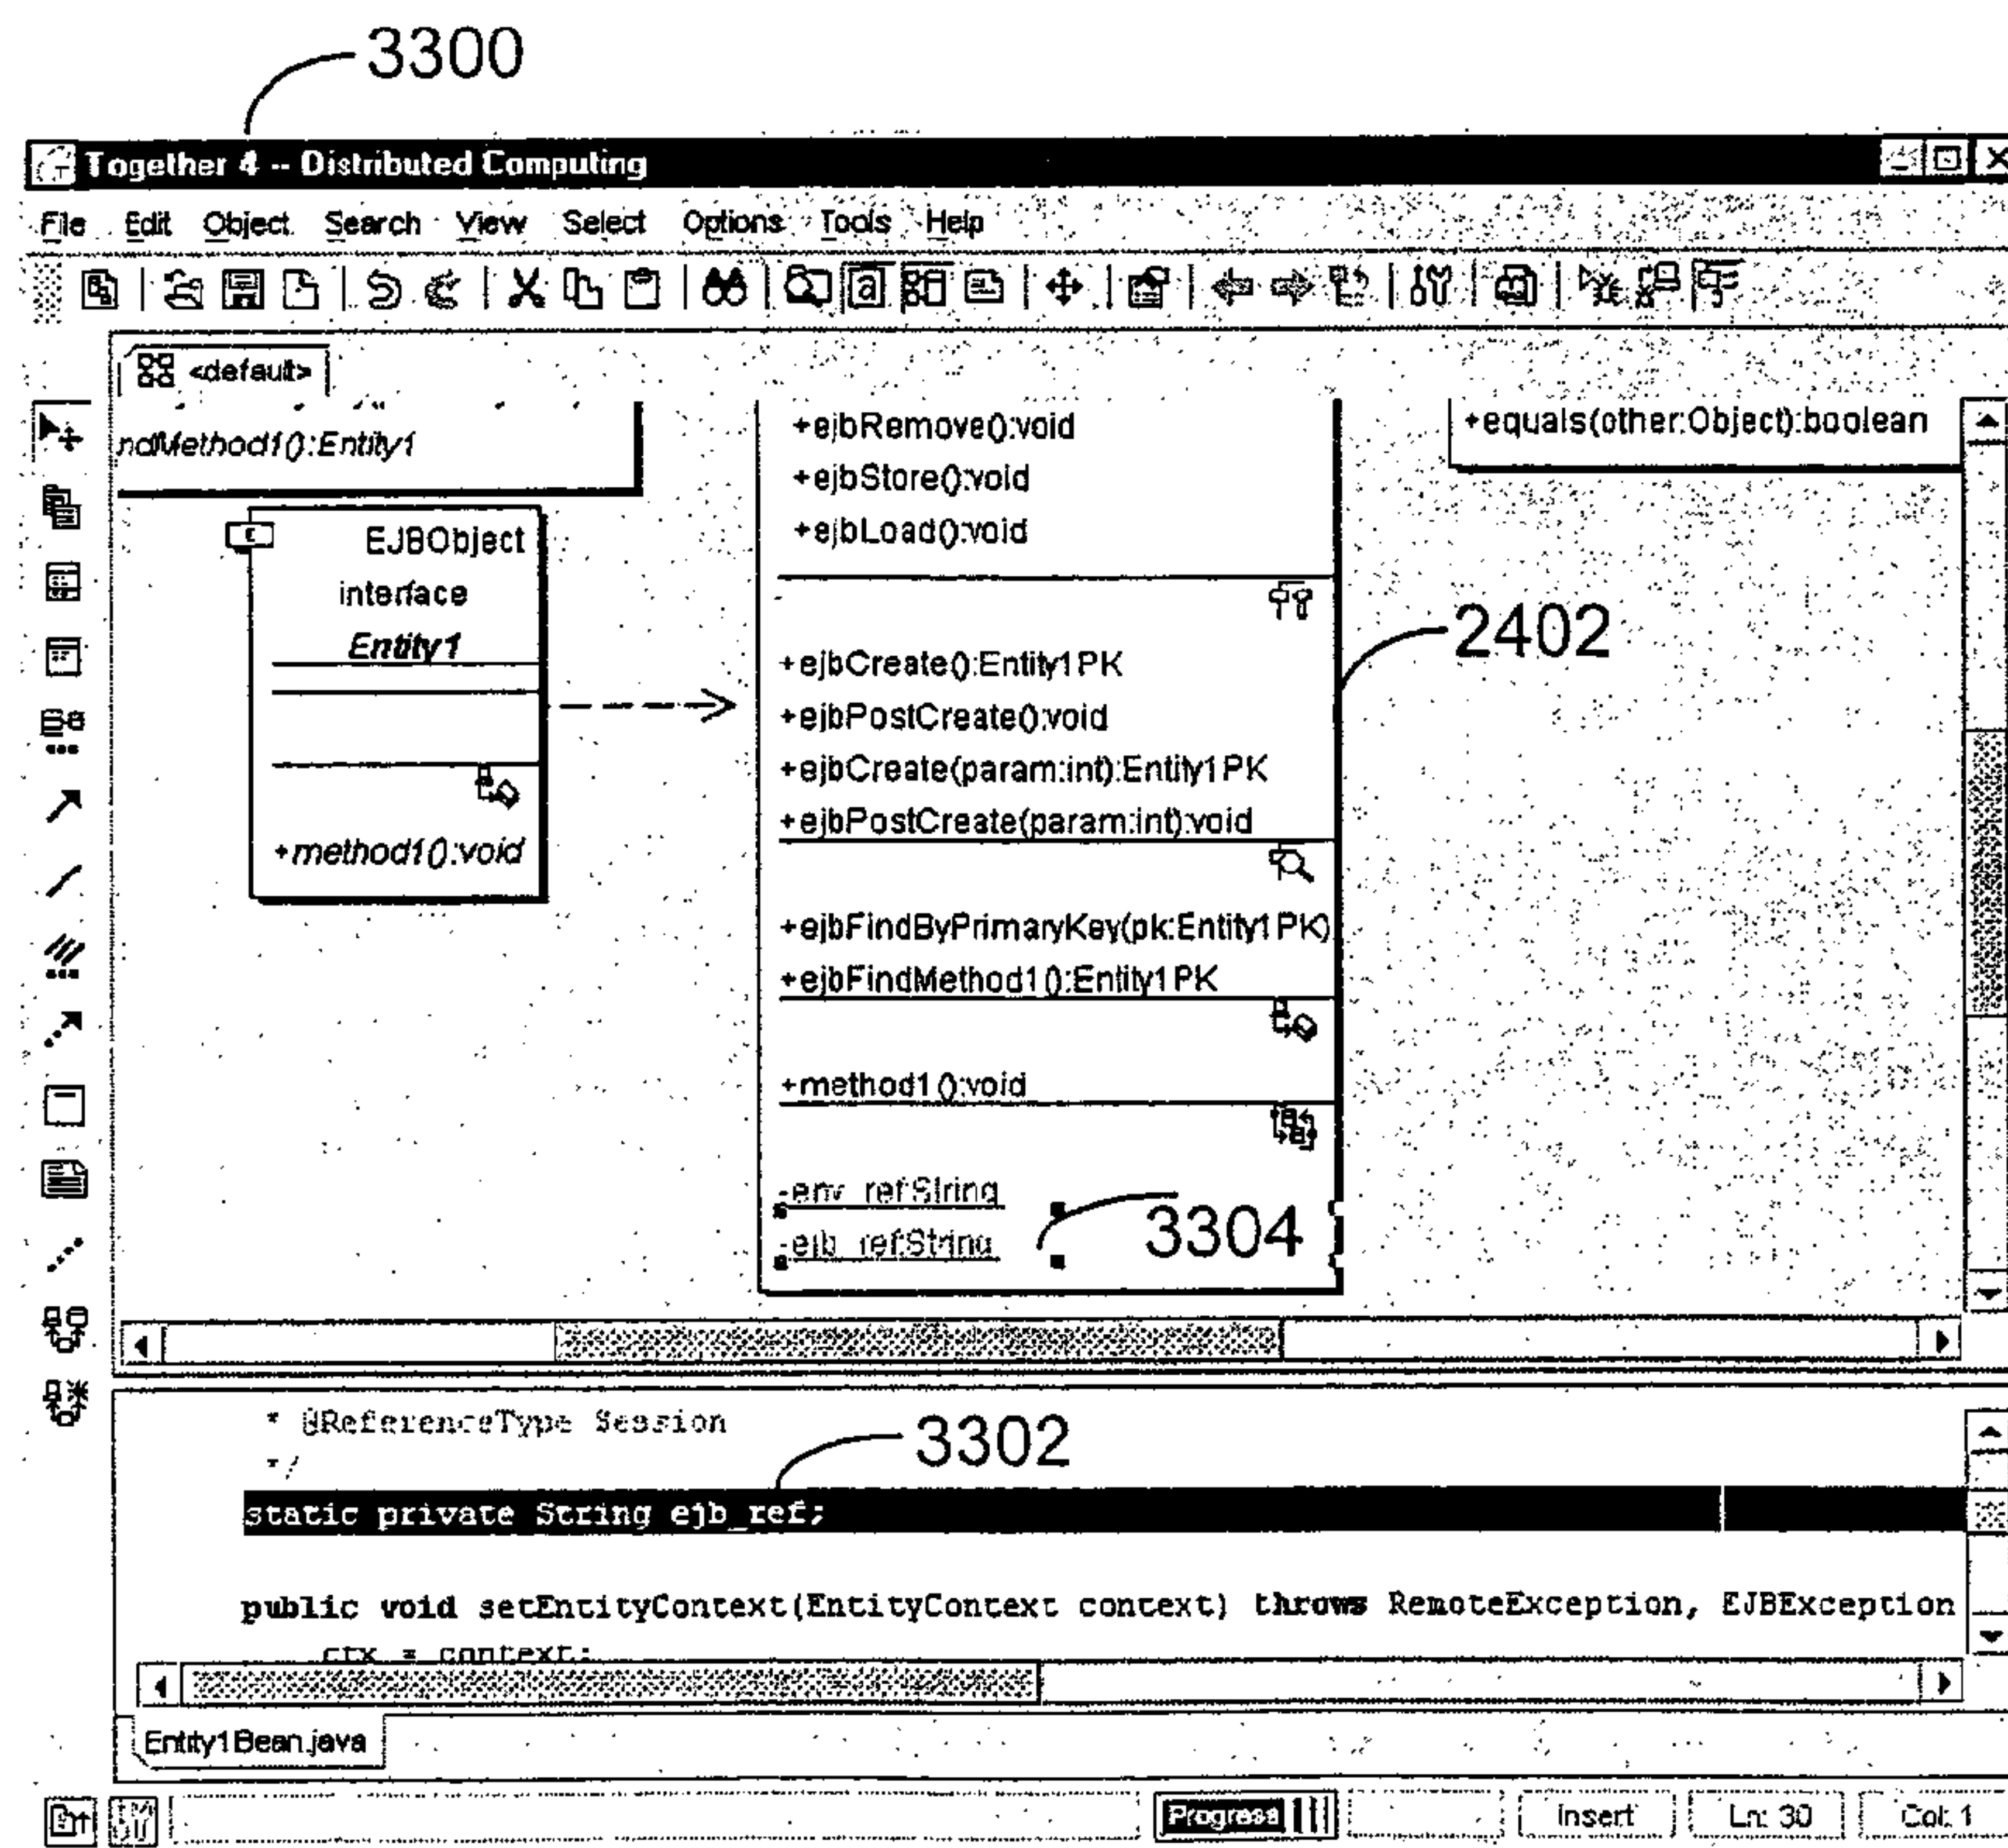 3300
Together 4 -- Distributed Computing
File Edit Object Search View Select Options Tools Help
<default>
ndMethod1():Entity1
+ejbRemove():void
+ejbStore():void
+ejbLoad():void
+equals(other:Object):boolean
EJBObject
interface
Entity1
+method1():void
+ejbCreate():Entity1PK
+ejbPostCreate():void
+ejbCreate(param:int):Entity1PK
+ejbPostCreate(param:int):void
2402
+ejbFindByPrimaryKey(pk:Entity1PK)
+ejbFindMethod1():Entity1PK
+method1():void
-env_ref:String
-ejb_ref:String
3304
* @ReferenceType Session
*/
3302
static private String ejb_ref;
public void setEntityContext(EntityContext context) throws RemoteException, EJBException
ctx = context;
Entity1Bean.java
Progress Insert Ln: 30 Col: 1